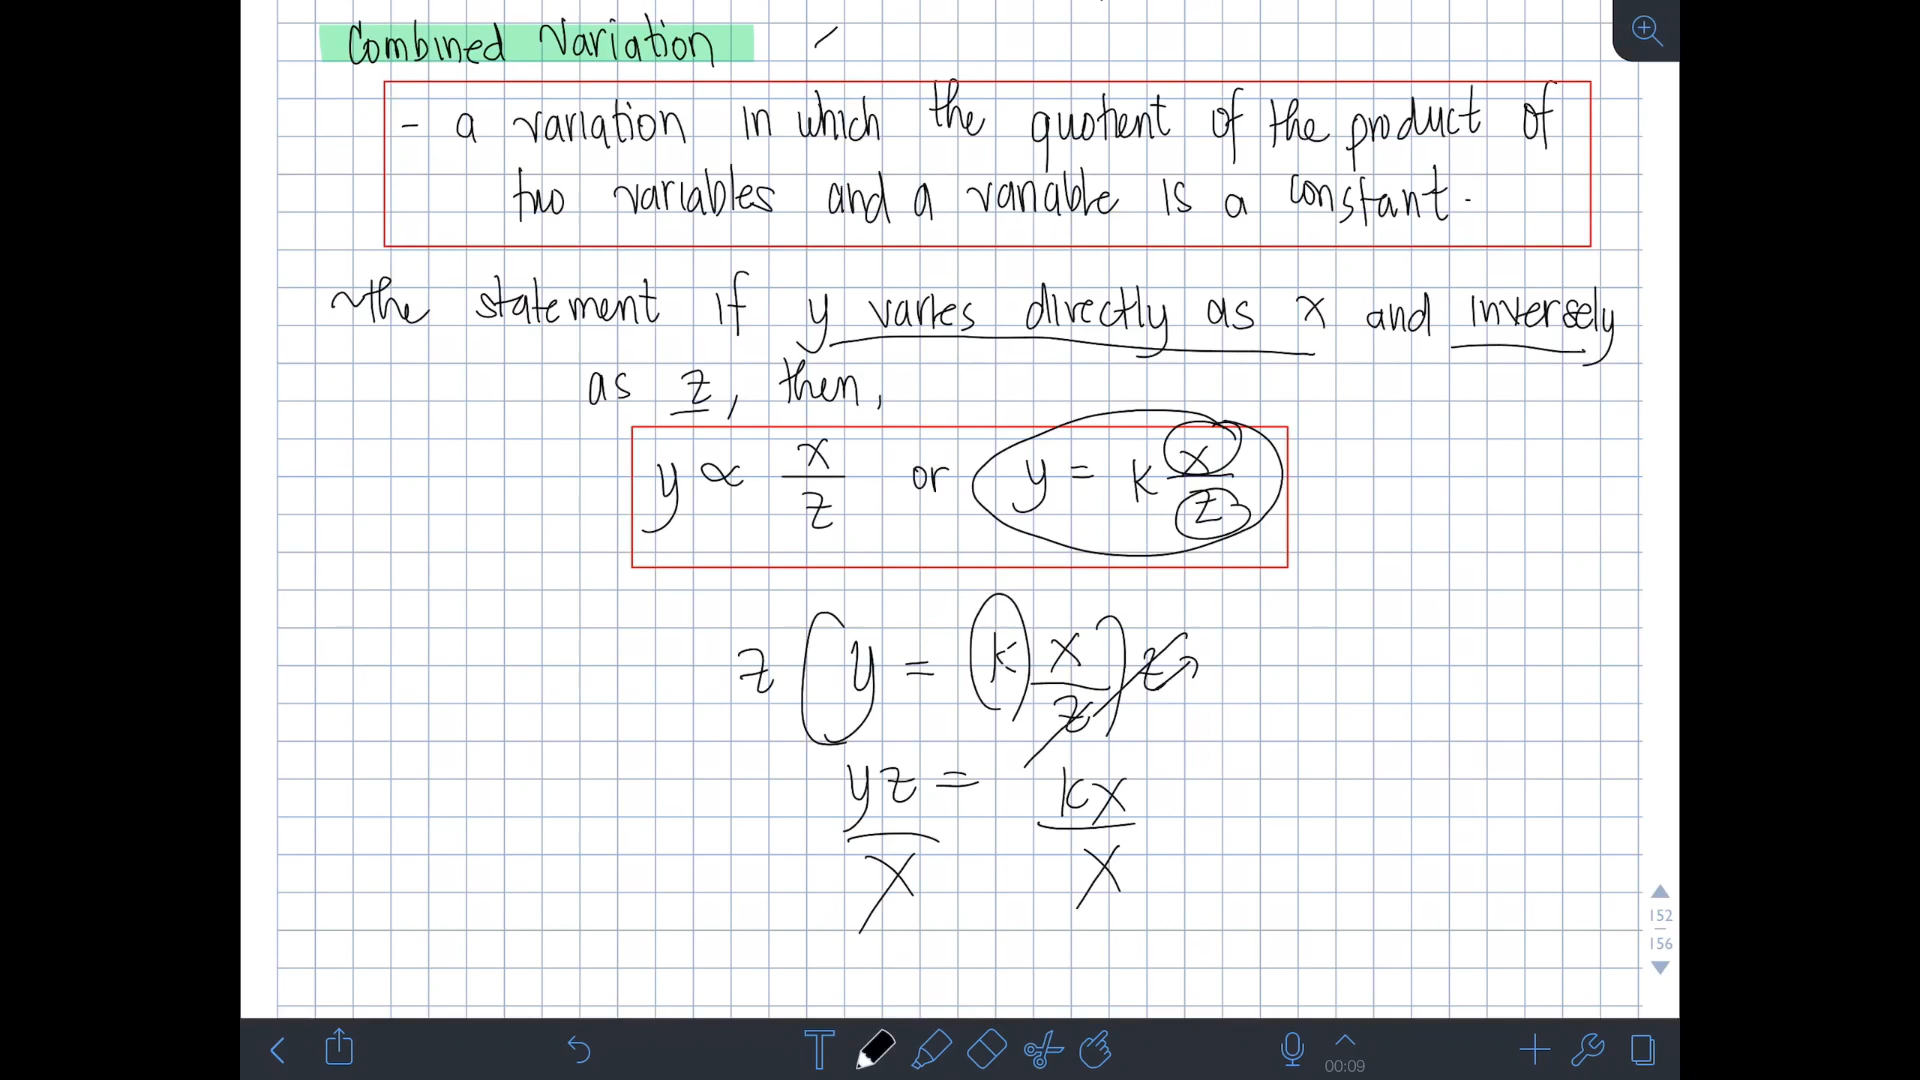 Combined Variation
- a variation in which the quotient of the product of
two variables and a variable is a constant.
~the statement if y varies directly as x and inversely
as z, then,
y ∝ x/z or y = k x/z
z ( y = k x/z ) z
yz = kx
x x
152
156
T
00:09